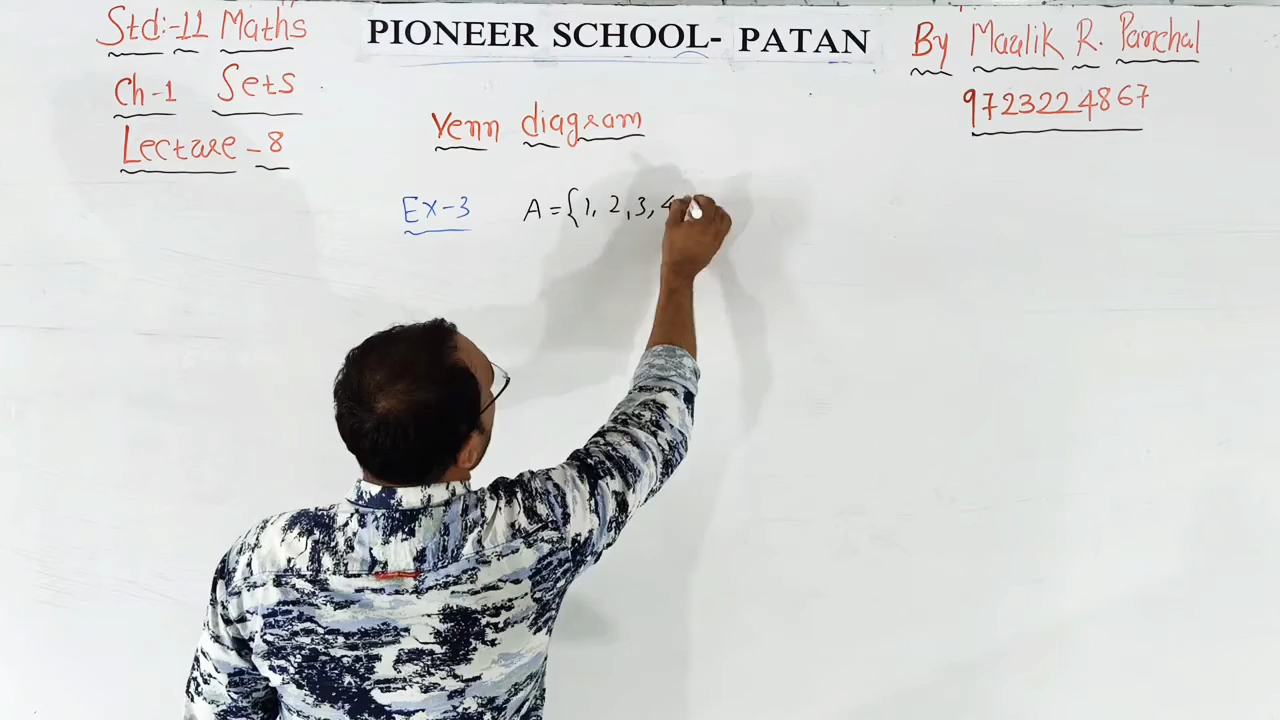 Std:-11 Maths
Ch-1 Sets
Lecture-8
PIONEER SCHOOL- PATAN
By Maulik R. Panchal
9723224867
Venn diagram
Ex-3 A={1, 2, 3, 4